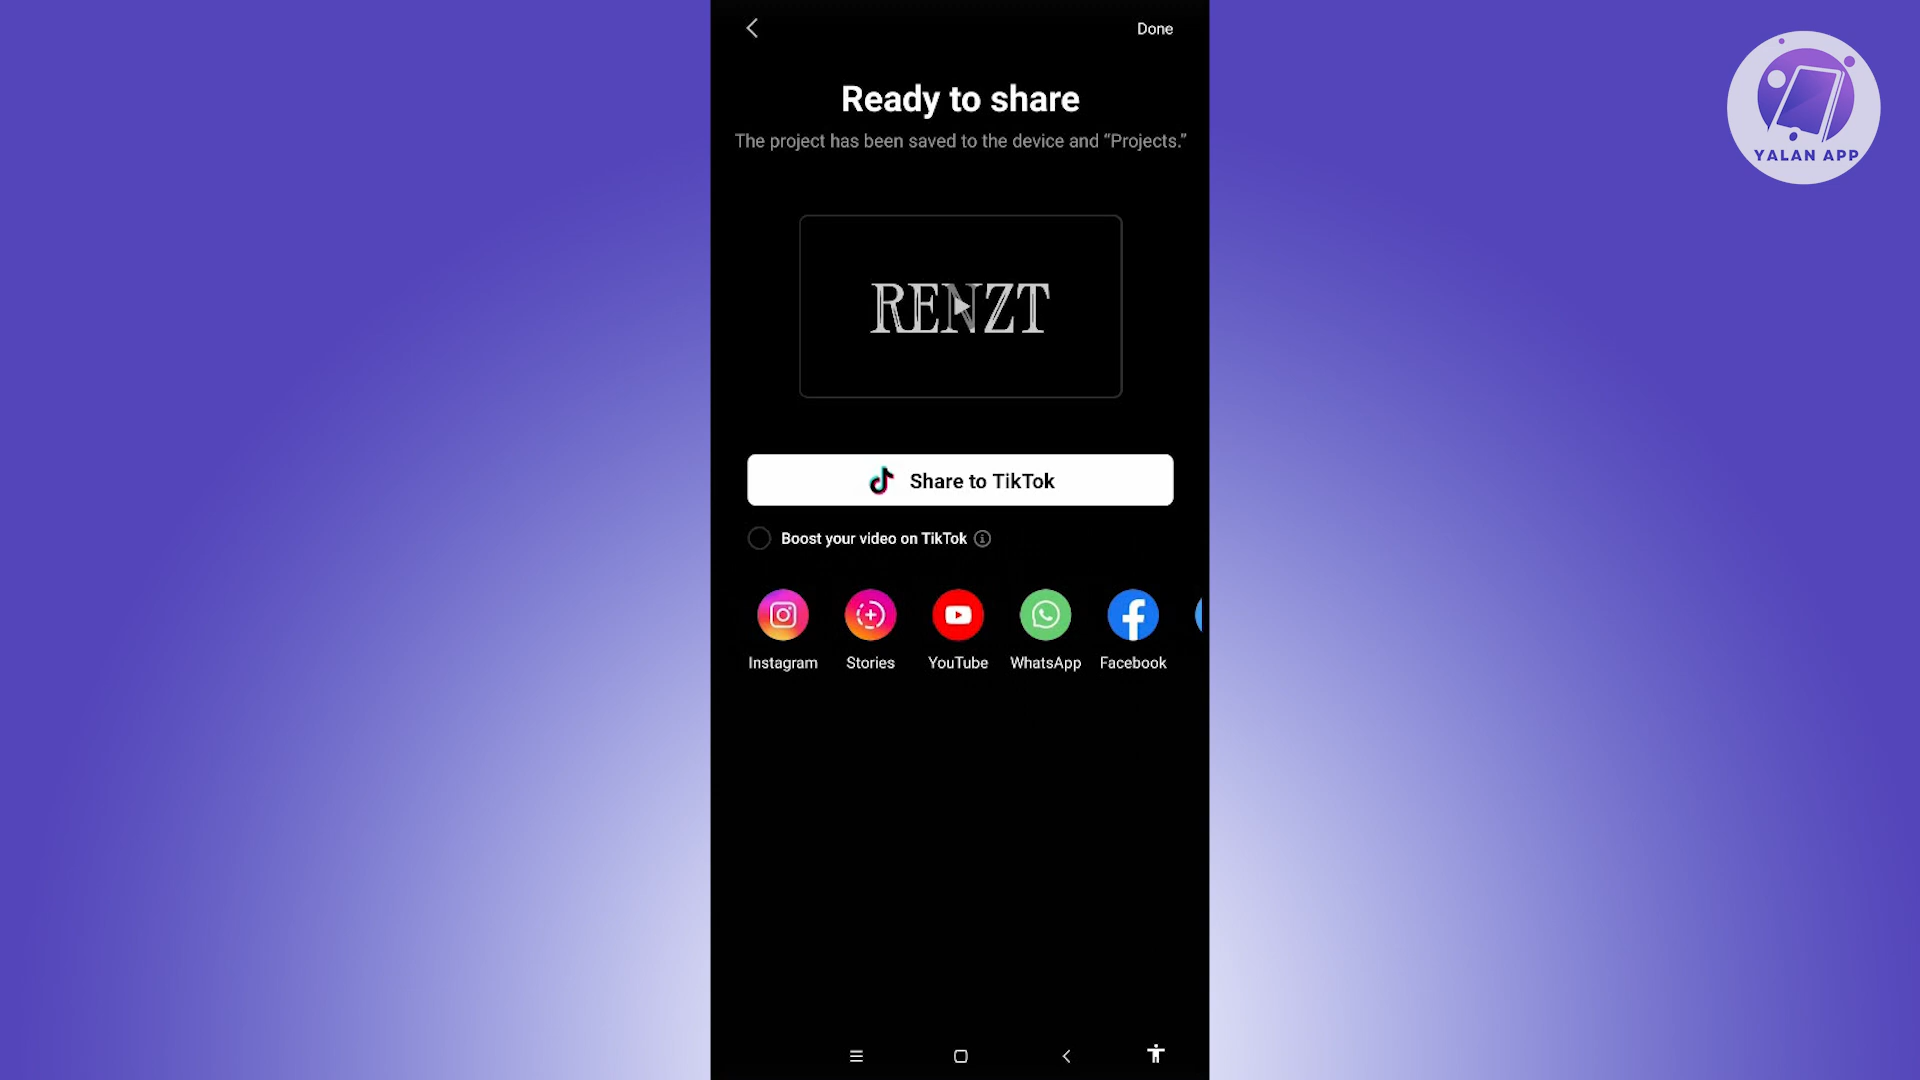 Done
YALAN APP
Ready to share
The project has been saved to the device and “Projects.”
RENZT
Share to TikTok
Boost your video on TikTok
Instagram
Stories
YouTube
WhatsApp
Facebook